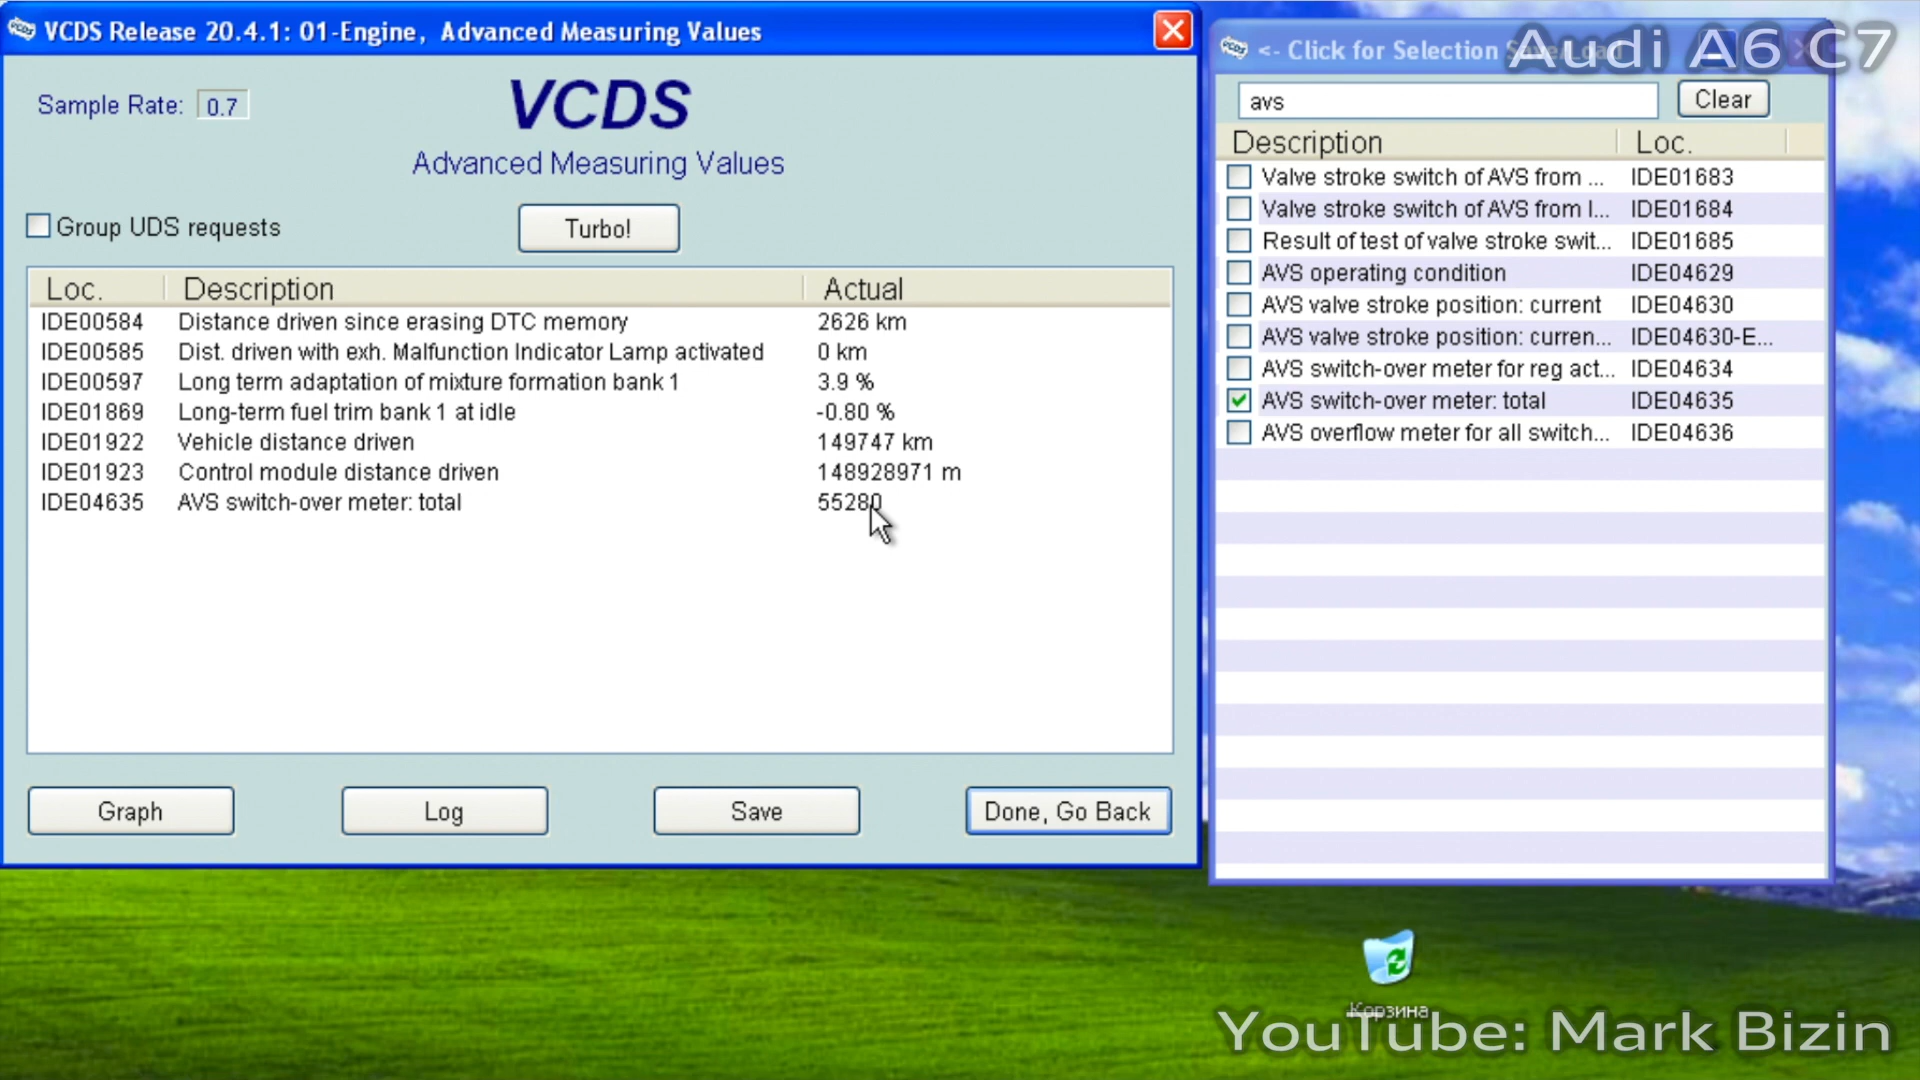 VCDS Release 20.4.1: 01-Engine, Advanced Measuring Values
Sample Rate: 0.7
VCDS
Advanced Measuring Values
Group UDS requests
Turbo!
Loc. Description Actual
IDE00584 Distance driven since erasing DTC memory 2626 km
IDE00585 Dist. driven with exh. Malfunction Indicator Lamp activated 0 km
IDE00597 Long term adaptation of mixture formation bank 1 3.9 %
IDE01869 Long-term fuel trim bank 1 at idle -0.80 %
IDE01922 Vehicle distance driven 149747 km
IDE01923 Control module distance driven 148928971 m
IDE04635 AVS switch-over meter: total 55280
Graph Log Save Done, Go Back
<- Click for Selection Save/Load
Audi A6 C7
avs
Clear
Description Loc.
Valve stroke switch of AVS from ... IDE01683
Valve stroke switch of AVS from l... IDE01684
Result of test of valve stroke swit... IDE01685
AVS operating condition IDE04629
AVS valve stroke position: current IDE04630
AVS valve stroke position: curren... IDE04630-E...
AVS switch-over meter for reg act... IDE04634
AVS switch-over meter: total IDE04635
AVS overflow meter for all switch... IDE04636
Корзина
YouTube: Mark Bizin